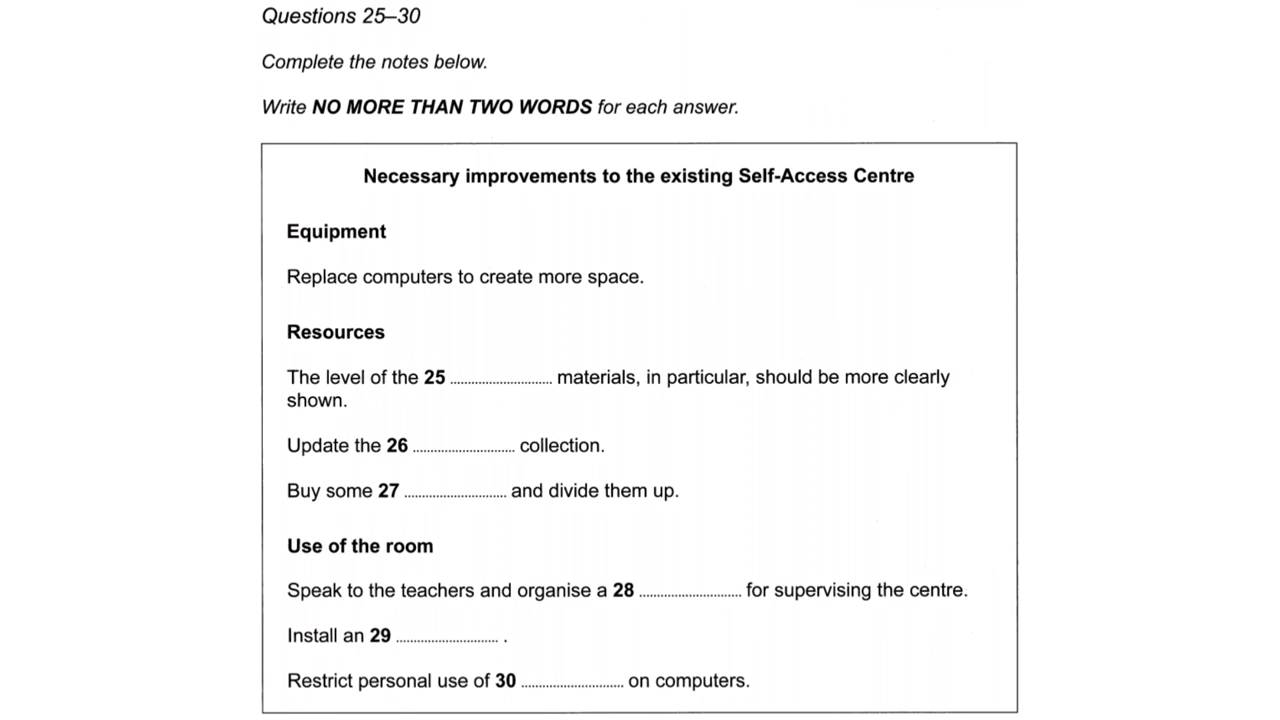 Questions 25–30
Complete the notes below.
Write NO MORE THAN TWO WORDS for each answer.
Necessary improvements to the existing Self-Access Centre
Equipment
Replace computers to create more space.
Resources
The level of the 25 ............................ materials, in particular, should be more clearly
shown.
Update the 26 ............................ collection.
Buy some 27 ............................ and divide them up.
Use of the room
Speak to the teachers and organise a 28 ............................ for supervising the centre.
Install an 29 ............................ .
Restrict personal use of 30 ............................ on computers.